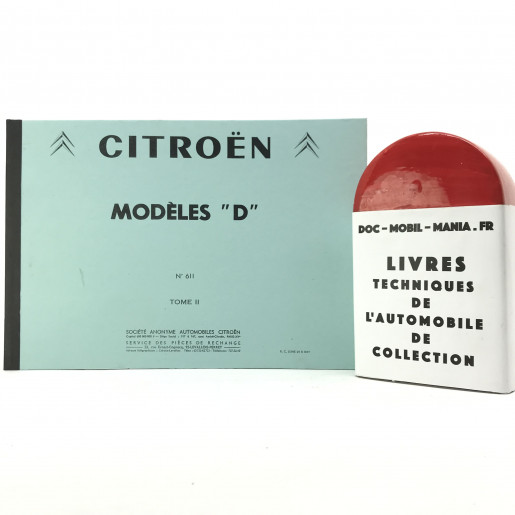 CITROËN
MODÈLES "D"
N° 611
TOME II
SOCIÉTÉ ANONYME AUTOMOBILES CITROËN
SERVICE DES PIÈCES DE RECHANGE
DOC-MOBIL-MANIA.FR
LIVRES
TECHNIQUES
DE
L'AUTOMOBILE
DE
COLLECTION